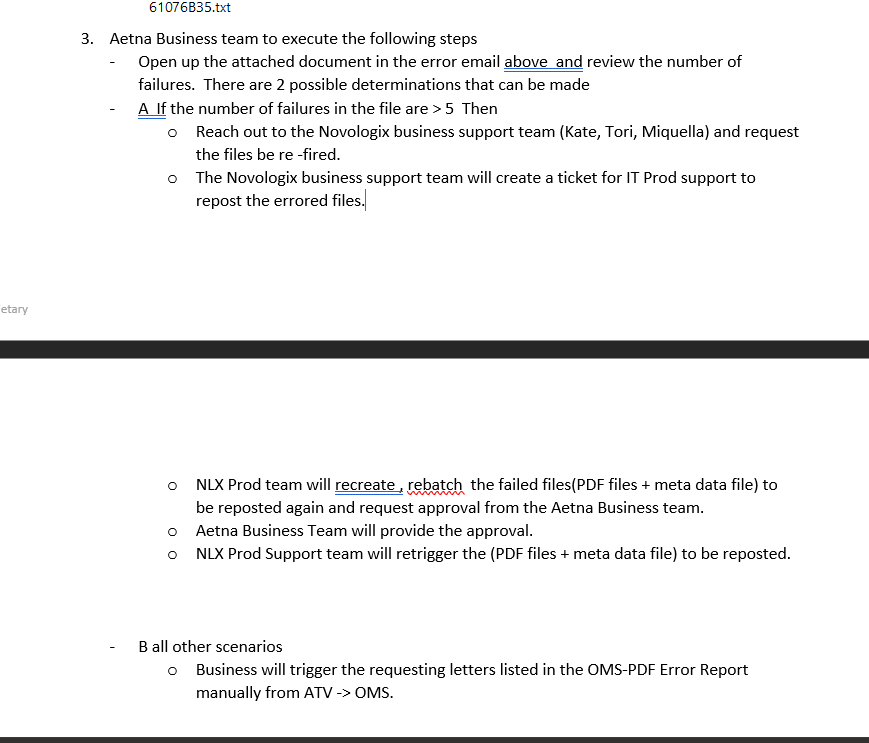 61076B35.txt
3. Aetna Business team to execute the following steps
- Open up the attached document in the error email above  and review the number of
failures.  There are 2 possible determinations that can be made
- A  If the number of failures in the file are > 5  Then
o Reach out to the Novologix business support team (Kate, Tori, Miquella) and request
the files be re -fired.
o The Novologix business support team will create a ticket for IT Prod support to
repost the errored files.
etary
o NLX Prod team will recreate , rebatch  the failed files(PDF files + meta data file) to
be reposted again and request approval from the Aetna Business team.
o Aetna Business Team will provide the approval.
o NLX Prod Support team will retrigger the (PDF files + meta data file) to be reposted.
- B all other scenarios
o Business will trigger the requesting letters listed in the OMS-PDF Error Report
manually from ATV -> OMS.